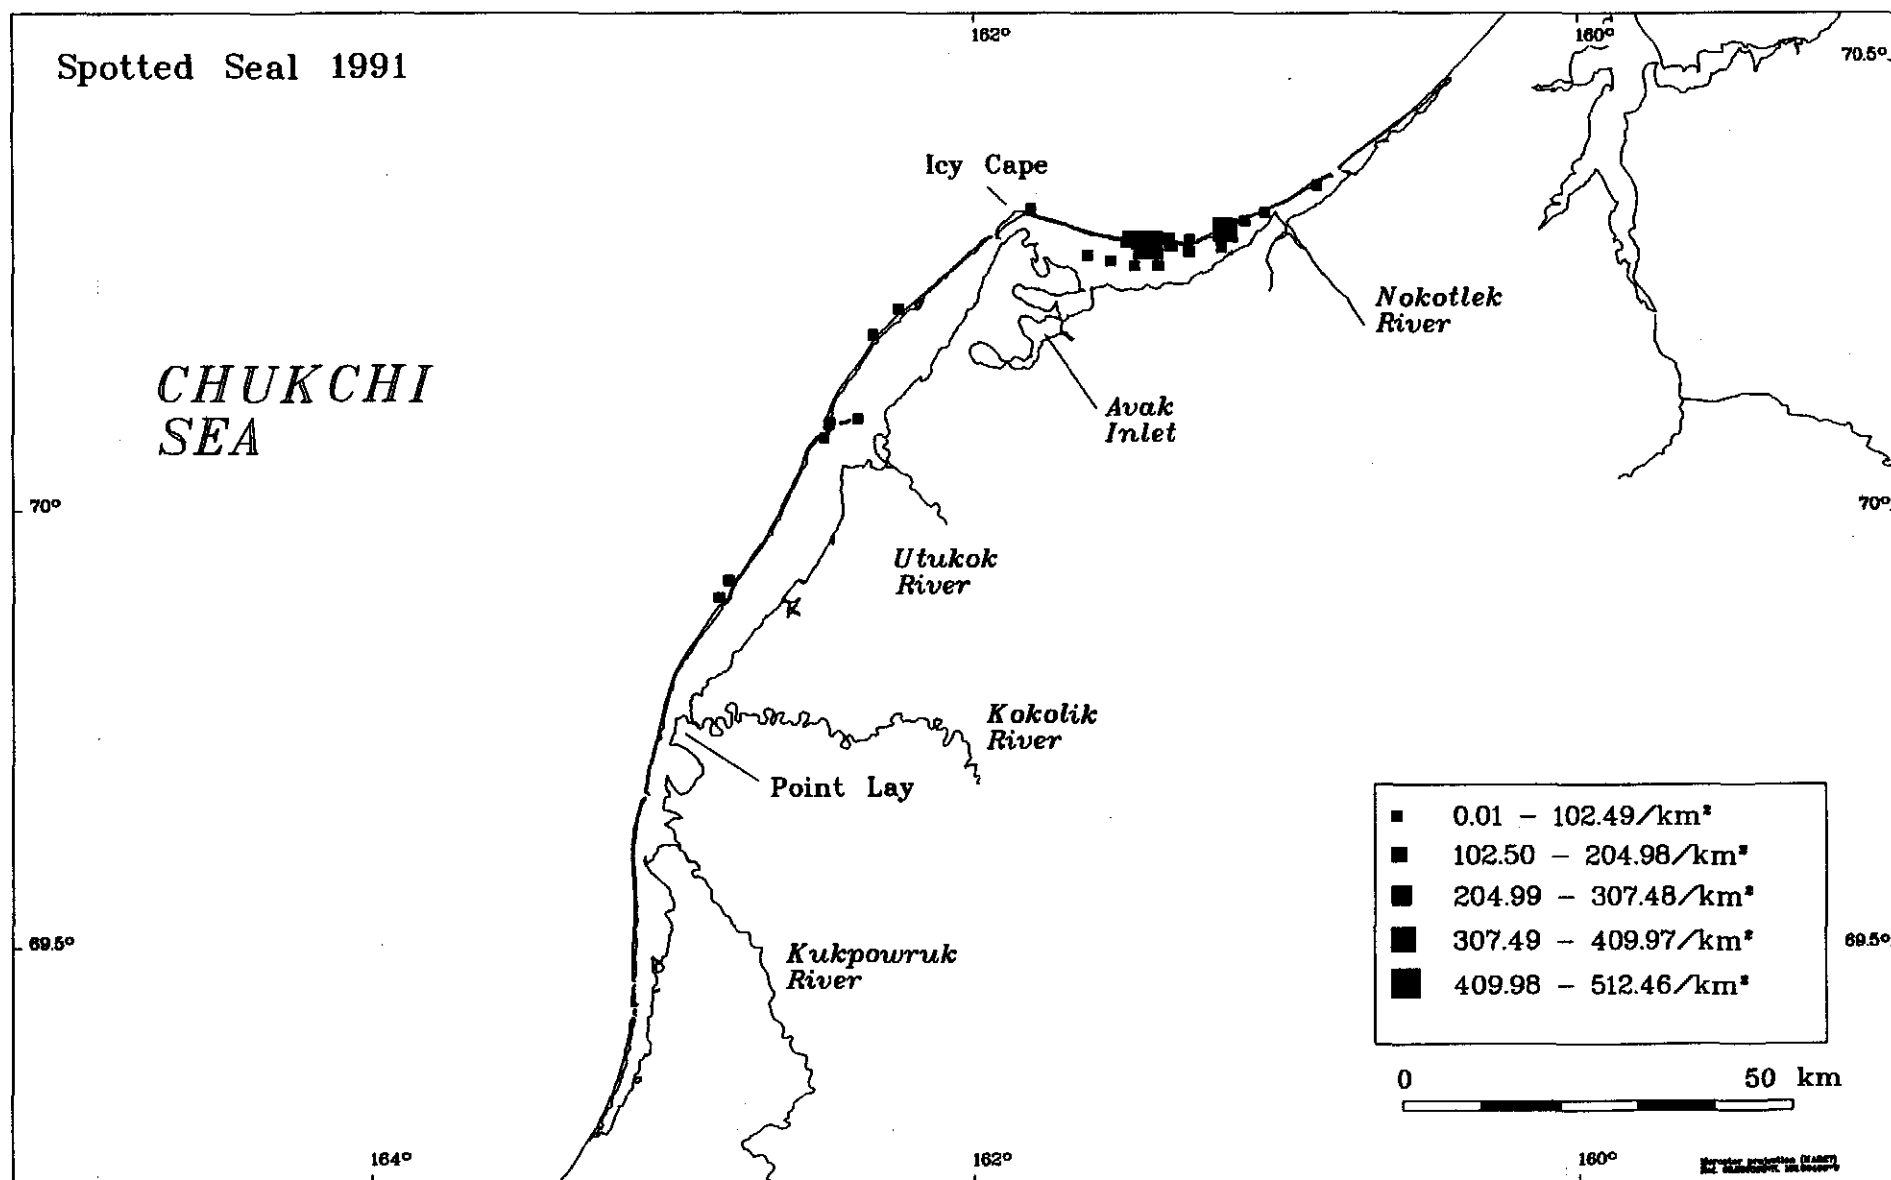 162°
160°
70.5°
Spotted Seal 1991
Icy Cape
Nokotlek
River
CHUKCHI
SEA
Avak
Inlet
70°
70°
Utukok
River
Kokolik
River
Point Lay
0.01 - 102.49/km²
102.50 - 204.98/km²
204.99 - 307.48/km²
307.49 - 409.97/km²
409.98 - 512.46/km²
69.5°
69.5°
Kukpowruk
River
0 50 km
164°
162°
160°
Mercator projection